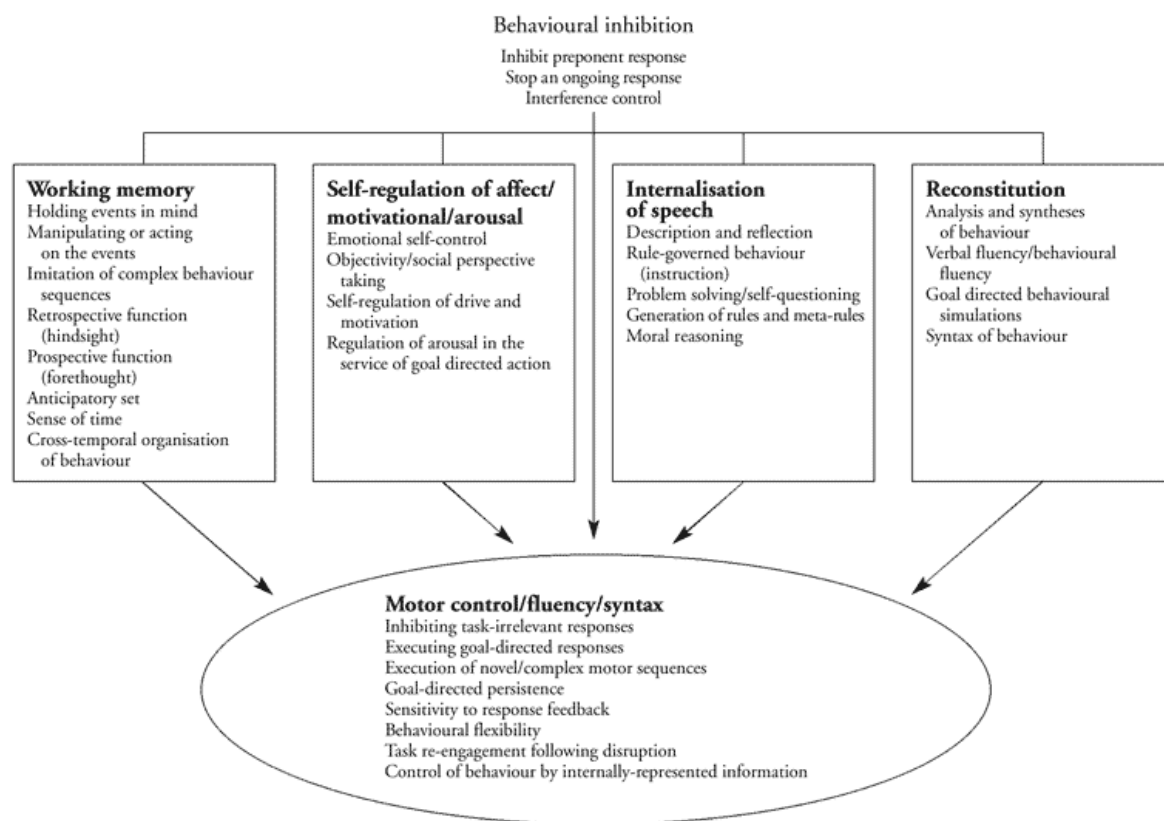 Behavioural inhibition
Inhibit preponent response
Stop an ongoing response
Interference control
Working memory
Holding events in mind
Manipulating or acting
on the events
Imitation of complex behaviour
sequences
Retrospective function
(hindsight)
Prospective function
(forethought)
Anticipatory set
Sense of time
Cross-temporal organisation
of behaviour
Self-regulation of affect/
motivational/arousal
Emotional self-control
Objectivity/social perspective
taking
Self-regulation of drive and
motivation
Regulation of arousal in the
service of goal directed action
Internalisation
of speech
Description and reflection
Rule-governed behaviour
(instruction)
Problem solving/self-questioning
Generation of rules and meta-rules
Moral reasoning
Reconstitution
Analysis and syntheses
of behaviour
Verbal fluency/behavioural
fluency
Goal directed behavioural
simulations
Syntax of behaviour
Motor control/fluency/syntax
Inhibiting task-irrelevant responses
Executing goal-directed responses
Execution of novel/complex motor sequences
Goal-directed persistence
Sensitivity to response feedback
Behavioural flexibility
Task re-engagement following disruption
Control of behaviour by internally-represented information